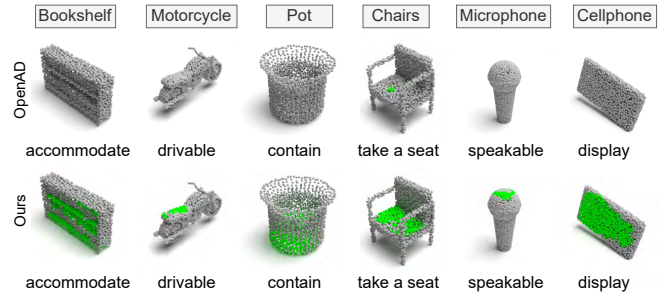 Bookshelf Motorcycle Pot Chairs Microphone Cellphone
OpenAD
accommodate drivable contain take a seat speakable display
Ours
accommodate drivable contain take a seat speakable display